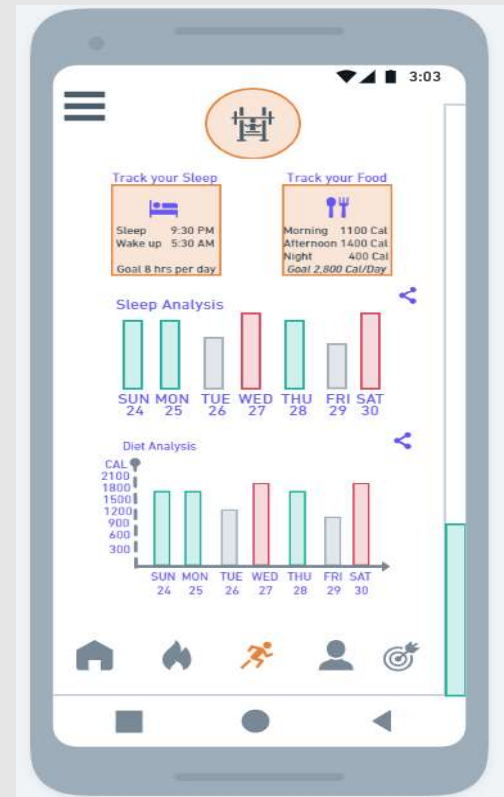 3:03
Track your Sleep
Sleep 9:30 PM
Wake up 5:30 AM
Goal 8 hrs per day
Track your Food
Morning 1100 Cal
Afternoon 1400 Cal
Night 400 Cal
Goal 2,800 Cal/Day
Sleep Analysis
SUN MON TUE WED THU FRI SAT
24 25 26 27 28 29 30
Diet Analysis
CAL
2100
1800
1500
1200
900
600
300
SUN MON TUE WED THU FRI SAT
24 25 26 27 28 29 30